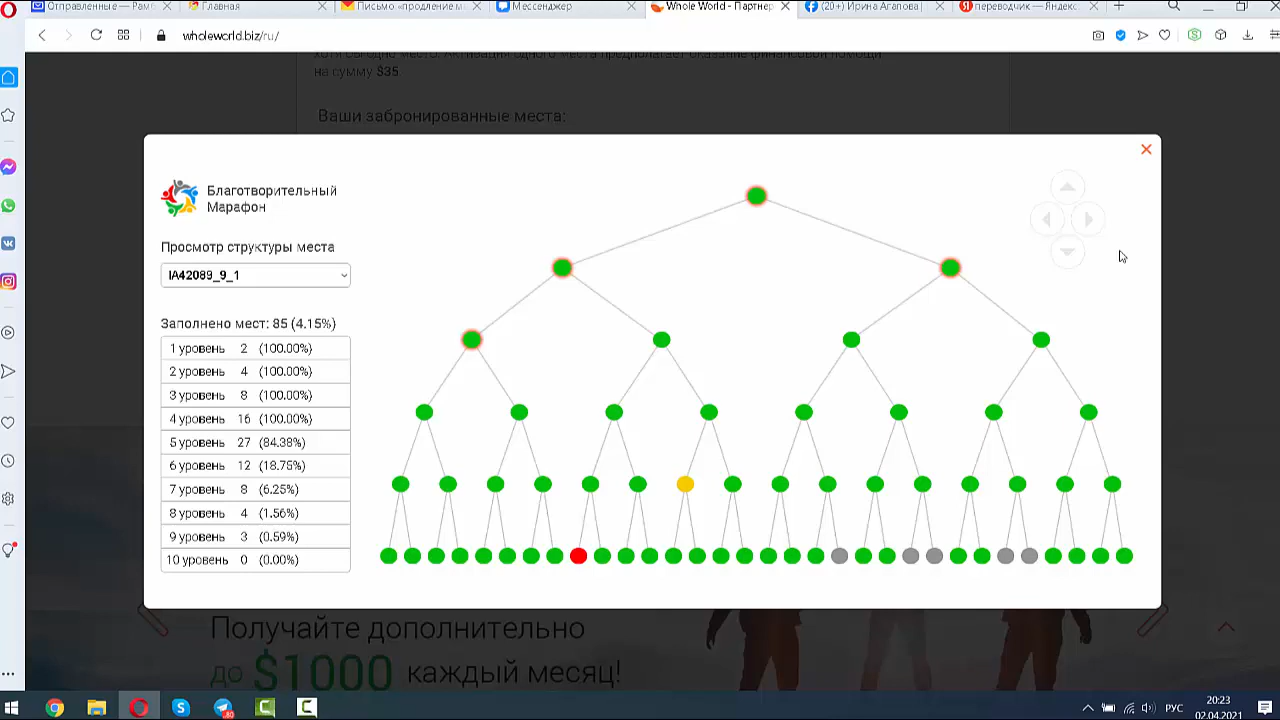 Отправленные — Рамб
Главная
Письмо «продление м
Мессенджер
Whole World - Партнер
(20+) Ирина Агапова |
переводчик — Яндекс
wholeworld.biz/ru/
на сумму $35.
Ваши забронированные места:
Благотворительный
Марафон
Просмотр структуры места
IA42089_9_1
Заполнено мест: 85 (4.15%)
1 уровень 2 (100.00%)
2 уровень 4 (100.00%)
3 уровень 8 (100.00%)
4 уровень 16 (100.00%)
5 уровень 27 (84.38%)
6 уровень 12 (18.75%)
7 уровень 8 (6.25%)
8 уровень 4 (1.56%)
9 уровень 3 (0.59%)
10 уровень 0 (0.00%)
Получайте дополнительно
до $1000 каждый месяц!
80
РУС
20:23
02.04.2021